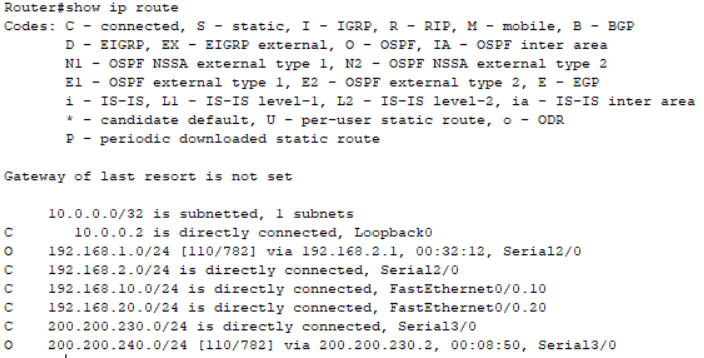 Router#show ip route
Codes: C - connected, S - static, I - IGRP, R - RIP, M - mobile, B - BGP
       D - EIGRP, EX - EIGRP external, O - OSPF, IA - OSPF inter area
       N1 - OSPF NSSA external type 1, N2 - OSPF NSSA external type 2
       E1 - OSPF external type 1, E2 - OSPF external type 2, E - EGP
       i - IS-IS, L1 - IS-IS level-1, L2 - IS-IS level-2, ia - IS-IS inter area
       * - candidate default, U - per-user static route, o - ODR
       P - periodic downloaded static route
Gateway of last resort is not set
     10.0.0.0/32 is subnetted, 1 subnets
C       10.0.0.2 is directly connected, Loopback0
O    192.168.1.0/24 [110/782] via 192.168.2.1, 00:32:12, Serial2/0
C    192.168.2.0/24 is directly connected, Serial2/0
C    192.168.10.0/24 is directly connected, FastEthernet0/0.10
C    192.168.20.0/24 is directly connected, FastEthernet0/0.20
C    200.200.230.0/24 is directly connected, Serial3/0
O    200.200.240.0/24 [110/782] via 200.200.230.2, 00:08:50, Serial3/0